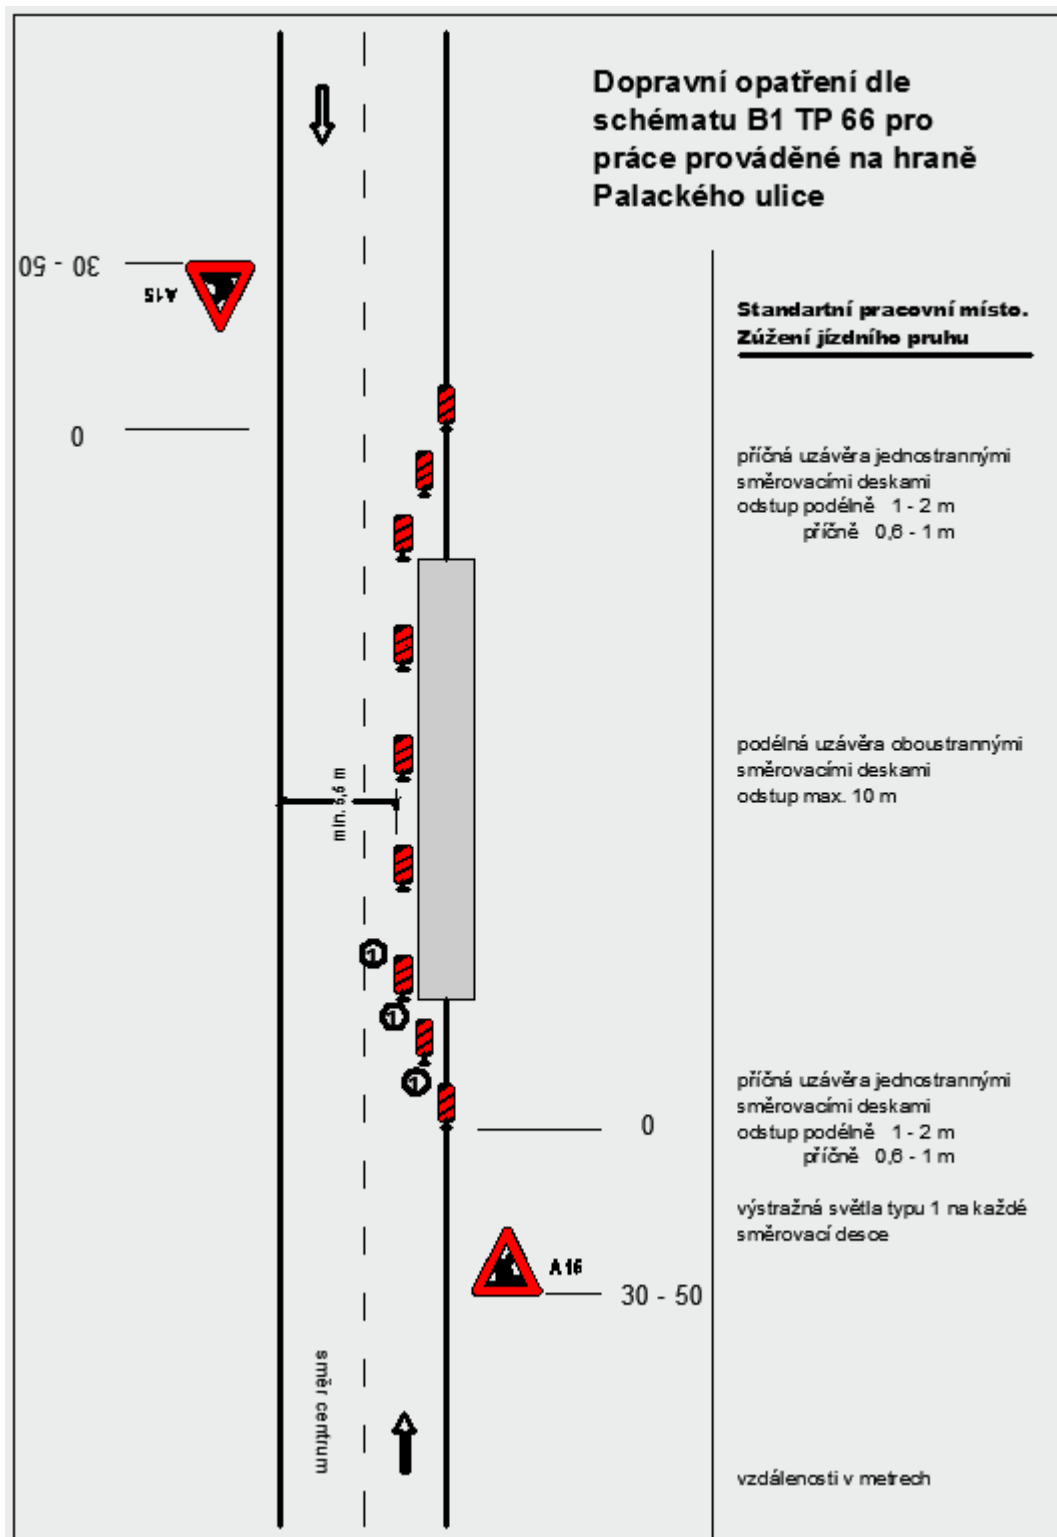 Dopravní opatření dle
schématu B1 TP 66 pro
práce prováděné na hraně
Palackého ulice
30 - 50
A15
0
Standartní pracovní místo.
Zúžení jízdního pruhu
příčná uzávěra jednostrannými
směrovacími deskami
odstup podélně 1 - 2 m
příčně 0,6 - 1 m
podélná uzávěra oboustrannými
směrovacími deskami
odstup max. 10 m
min. 5,5 m
1
1
1
0
příčná uzávěra jednostrannými
směrovacími deskami
odstup podélně 1 - 2 m
příčně 0,6 - 1 m
výstražná světla typu 1 na každé
směrovací desce
A 15
30 - 50
směr centrum
vzdálenosti v metrech